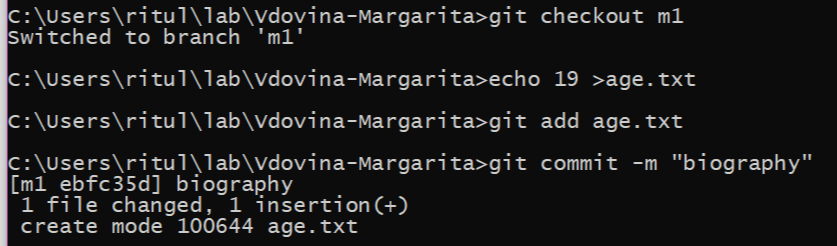 C:\Users\ritul\lab\Vdovina-Margarita>git checkout m1
Switched to branch 'm1'
C:\Users\ritul\lab\Vdovina-Margarita>echo 19 >age.txt
C:\Users\ritul\lab\Vdovina-Margarita>git add age.txt
C:\Users\ritul\lab\Vdovina-Margarita>git commit -m "biography"
[m1 ebfc35d] biography
 1 file changed, 1 insertion(+)
 create mode 100644 age.txt